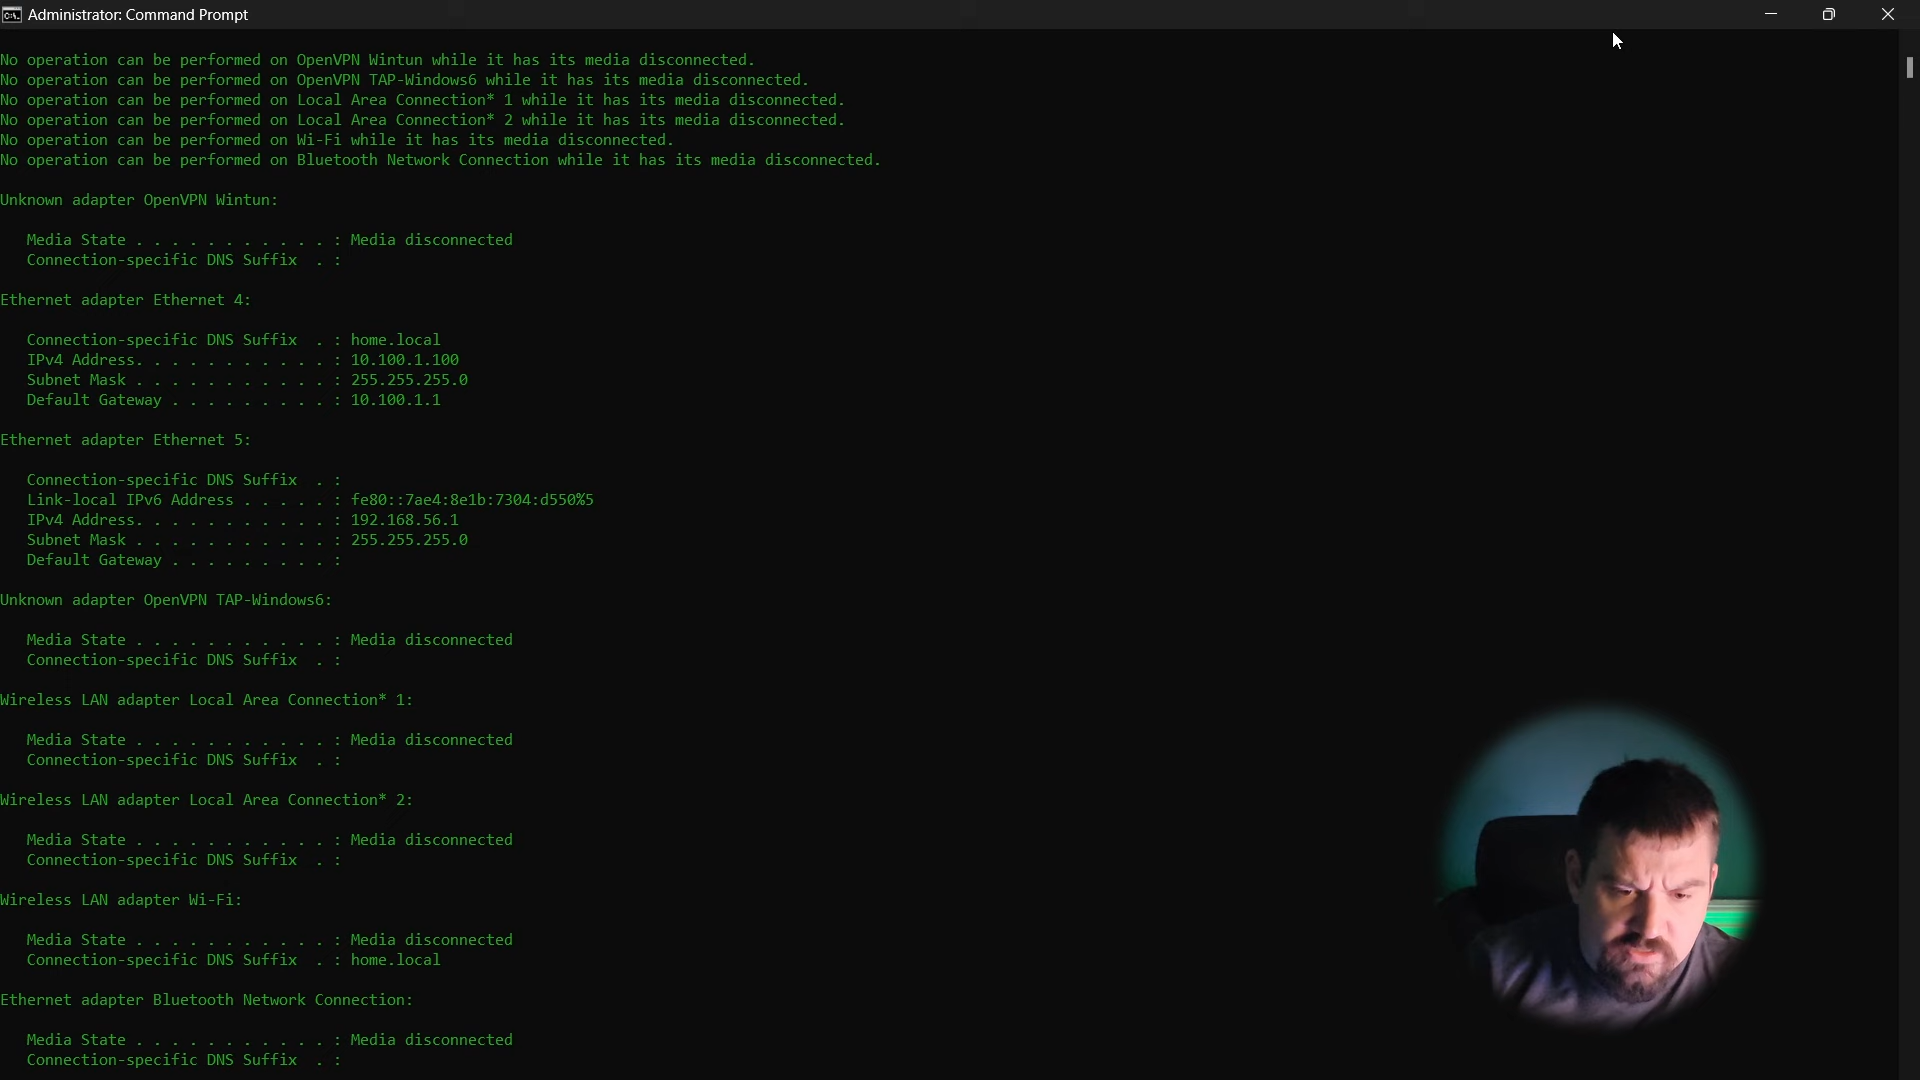 Administrator: Command Prompt
No operation can be performed on OpenVPN Wintun while it has its media disconnected.
No operation can be performed on OpenVPN TAP-Windows6 while it has its media disconnected.
No operation can be performed on Local Area Connection* 1 while it has its media disconnected.
No operation can be performed on Local Area Connection* 2 while it has its media disconnected.
No operation can be performed on Wi-Fi while it has its media disconnected.
No operation can be performed on Bluetooth Network Connection while it has its media disconnected.
Unknown adapter OpenVPN Wintun:
Media State . . . . . . . . . . . : Media disconnected
Connection-specific DNS Suffix  . :
Ethernet adapter Ethernet 4:
Connection-specific DNS Suffix  . : home.local
IPv4 Address. . . . . . . . . . . : 10.100.1.100
Subnet Mask . . . . . . . . . . . : 255.255.255.0
Default Gateway . . . . . . . . . : 10.100.1.1
Ethernet adapter Ethernet 5:
Connection-specific DNS Suffix  . :
Link-local IPv6 Address . . . . . : fe80::7ae4:8e1b:7304:d550%5
IPv4 Address. . . . . . . . . . . : 192.168.56.1
Subnet Mask . . . . . . . . . . . : 255.255.255.0
Default Gateway . . . . . . . . . :
Unknown adapter OpenVPN TAP-Windows6:
Media State . . . . . . . . . . . : Media disconnected
Connection-specific DNS Suffix  . :
Wireless LAN adapter Local Area Connection* 1:
Media State . . . . . . . . . . . : Media disconnected
Connection-specific DNS Suffix  . :
Wireless LAN adapter Local Area Connection* 2:
Media State . . . . . . . . . . . : Media disconnected
Connection-specific DNS Suffix  . :
Wireless LAN adapter Wi-Fi:
Media State . . . . . . . . . . . : Media disconnected
Connection-specific DNS Suffix  . : home.local
Ethernet adapter Bluetooth Network Connection:
Media State . . . . . . . . . . . : Media disconnected
Connection-specific DNS Suffix  . :